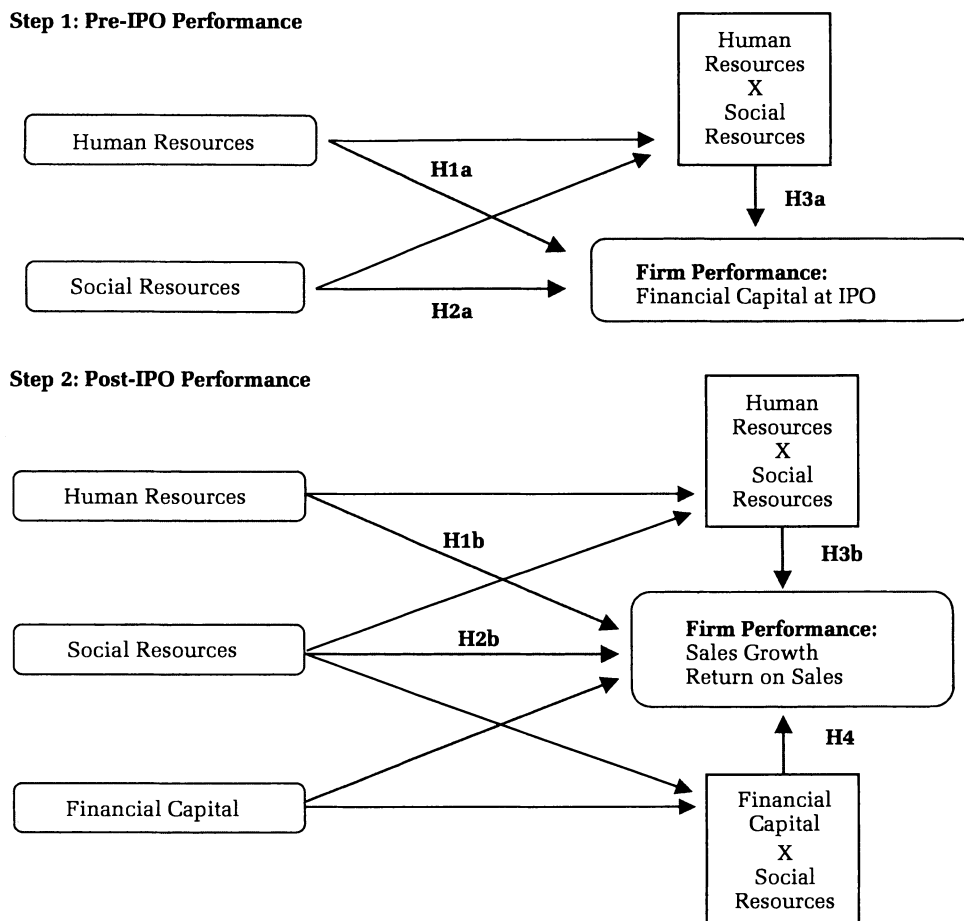 Step 1: Pre-IPO Performance
Human
Resources
X
Social
Resources
Human Resources
H1a
H3a
Social Resources
H2a
Firm Performance:
Financial Capital at IPO
Step 2: Post-IPO Performance
Human
Resources
X
Social
Resources
Human Resources
H1b
H3b
Social Resources
H2b
Firm Performance:
Sales Growth
Return on Sales
H4
Financial Capital
Financial
Capital
X
Social
Resources